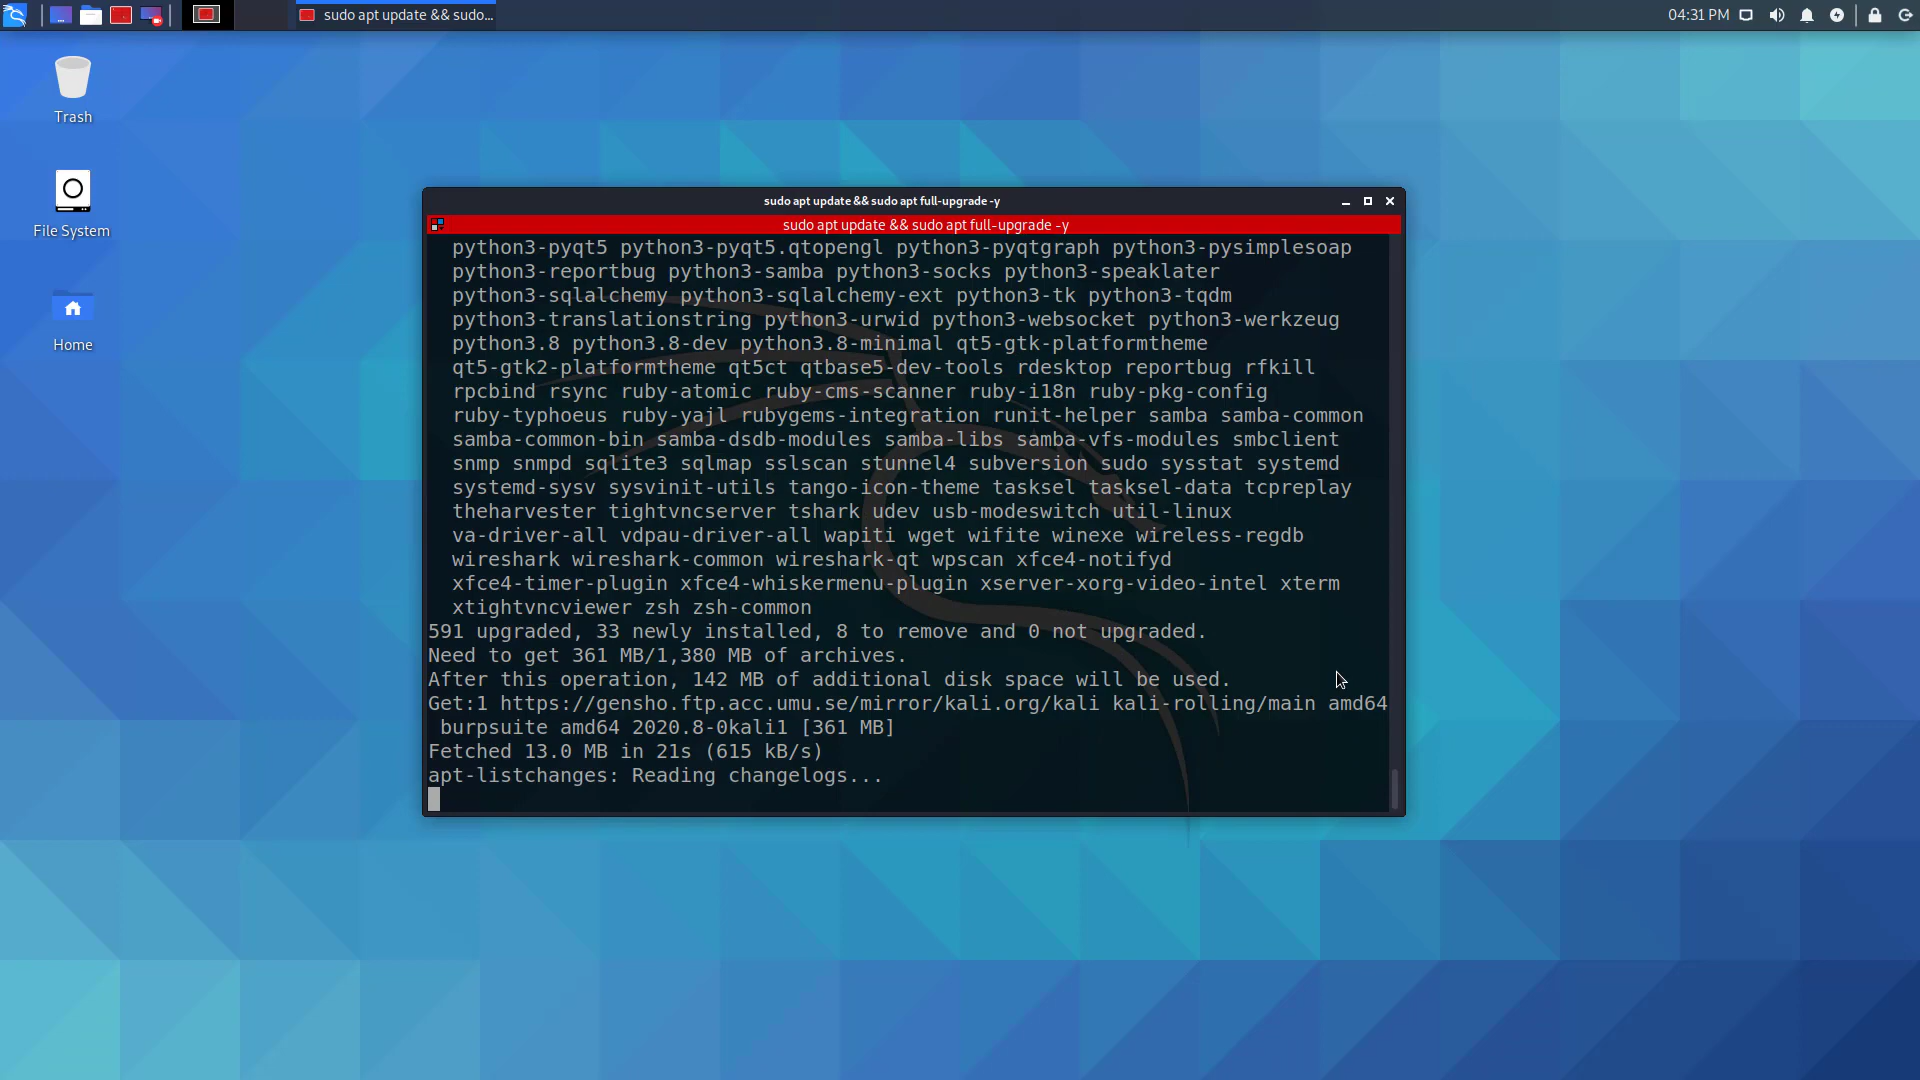 sudo apt update && sudo...
04:31 PM
Trash
File System
Home
sudo apt update && sudo apt full-upgrade -y
sudo apt update && sudo apt full-upgrade -y
python3-pyqt5 python3-pyqt5.qtopengl python3-pyqtgraph python3-pysimplesoap
python3-reportbug python3-samba python3-socks python3-speaklater
python3-sqlalchemy python3-sqlalchemy-ext python3-tk python3-tqdm
python3-translationstring python3-urwid python3-websocket python3-werkzeug
python3.8 python3.8-dev python3.8-minimal qt5-gtk-platformtheme
qt5-gtk2-platformtheme qt5ct qtbase5-dev-tools rdesktop reportbug rfkill
rpcbind rsync ruby-atomic ruby-cms-scanner ruby-i18n ruby-pkg-config
ruby-typhoeus ruby-yajl rubygems-integration runit-helper samba samba-common
samba-common-bin samba-dsdb-modules samba-libs samba-vfs-modules smbclient
snmp snmpd sqlite3 sqlmap sslscan stunnel4 subversion sudo sysstat systemd
systemd-sysv sysvinit-utils tango-icon-theme tasksel tasksel-data tcpreplay
theharvester tightvncserver tshark udev usb-modeswitch util-linux
va-driver-all vdpau-driver-all wapiti wget wifite winexe wireless-regdb
wireshark wireshark-common wireshark-qt wpscan xfce4-notifyd
xfce4-timer-plugin xfce4-whiskermenu-plugin xserver-xorg-video-intel xterm
xtightvncviewer zsh zsh-common
591 upgraded, 33 newly installed, 8 to remove and 0 not upgraded.
Need to get 361 MB/1,380 MB of archives.
After this operation, 142 MB of additional disk space will be used.
Get:1 https://gensho.ftp.acc.umu.se/mirror/kali.org/kali kali-rolling/main amd64
burpsuite amd64 2020.8-0kali1 [361 MB]
Fetched 13.0 MB in 21s (615 kB/s)
apt-listchanges: Reading changelogs...